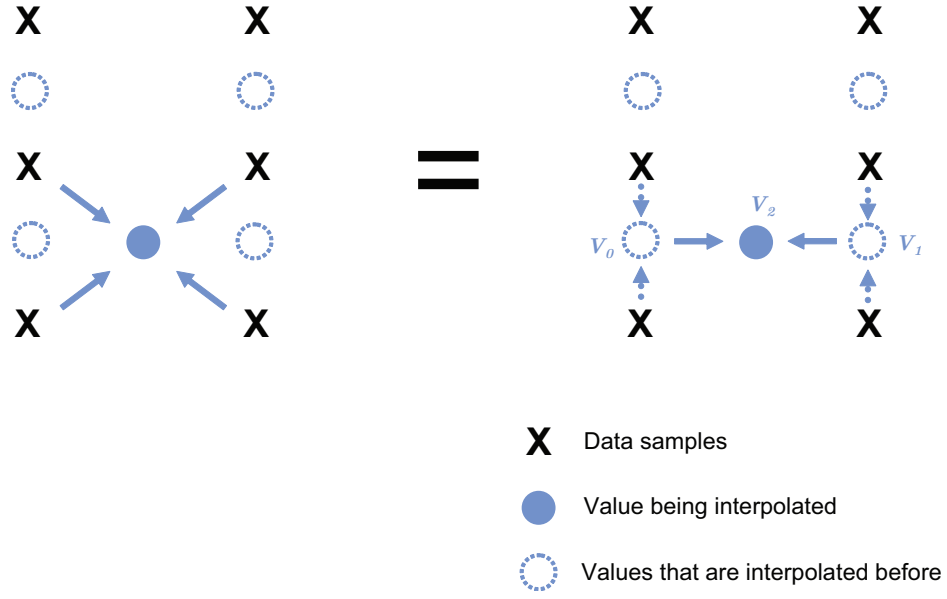 X X X X
X X = X X
V₂
V₀ V₁
X X X X
X Data samples
Value being interpolated
Values that are interpolated before